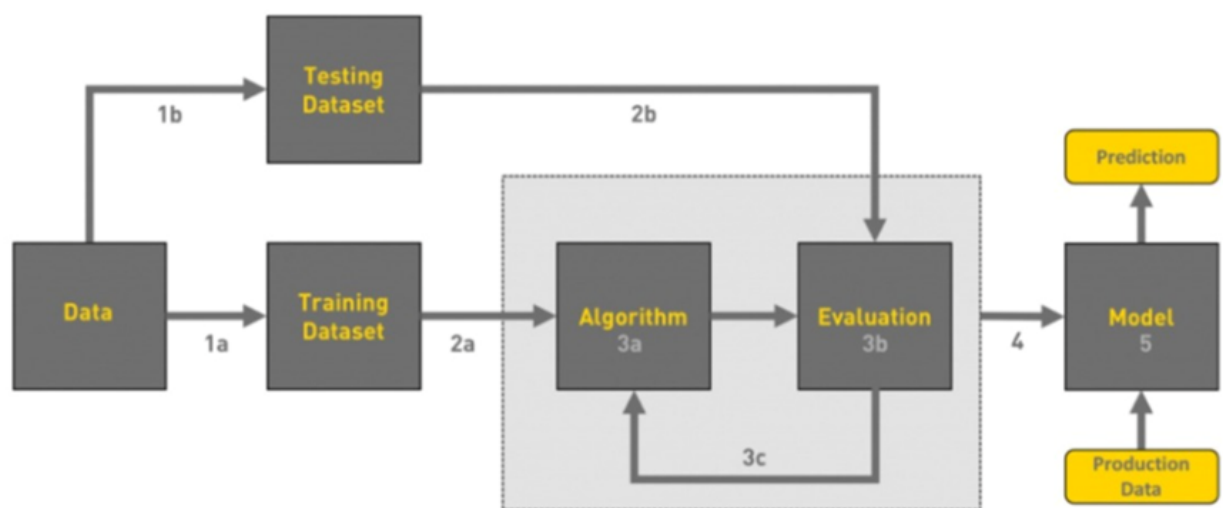 Testing
Dataset
1b
2b
Prediction
Data
1a
Training
Dataset
2a
Algorithm
3a
Evaluation
3b
4
Model
5
3c
Production
Data